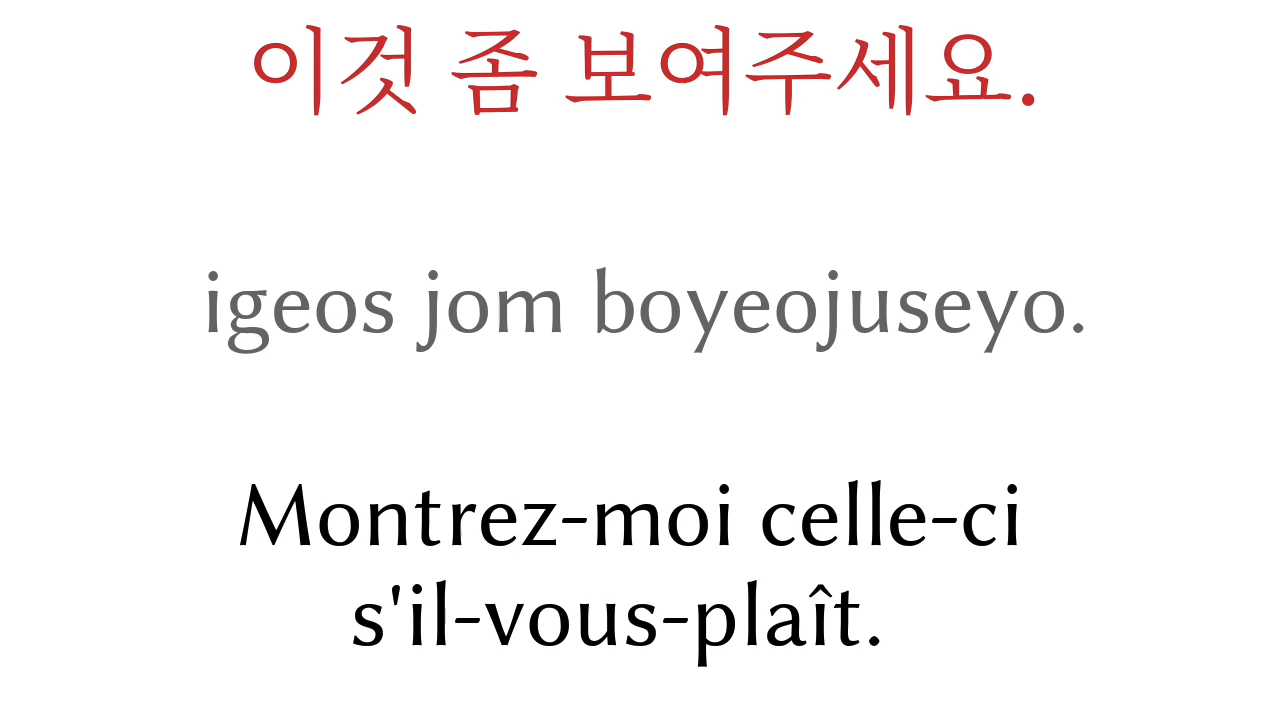 이것 좀 보여주세요.
igeos jom boyeojuseyo.
Montrez-moi celle-ci
s'il-vous-plaît.